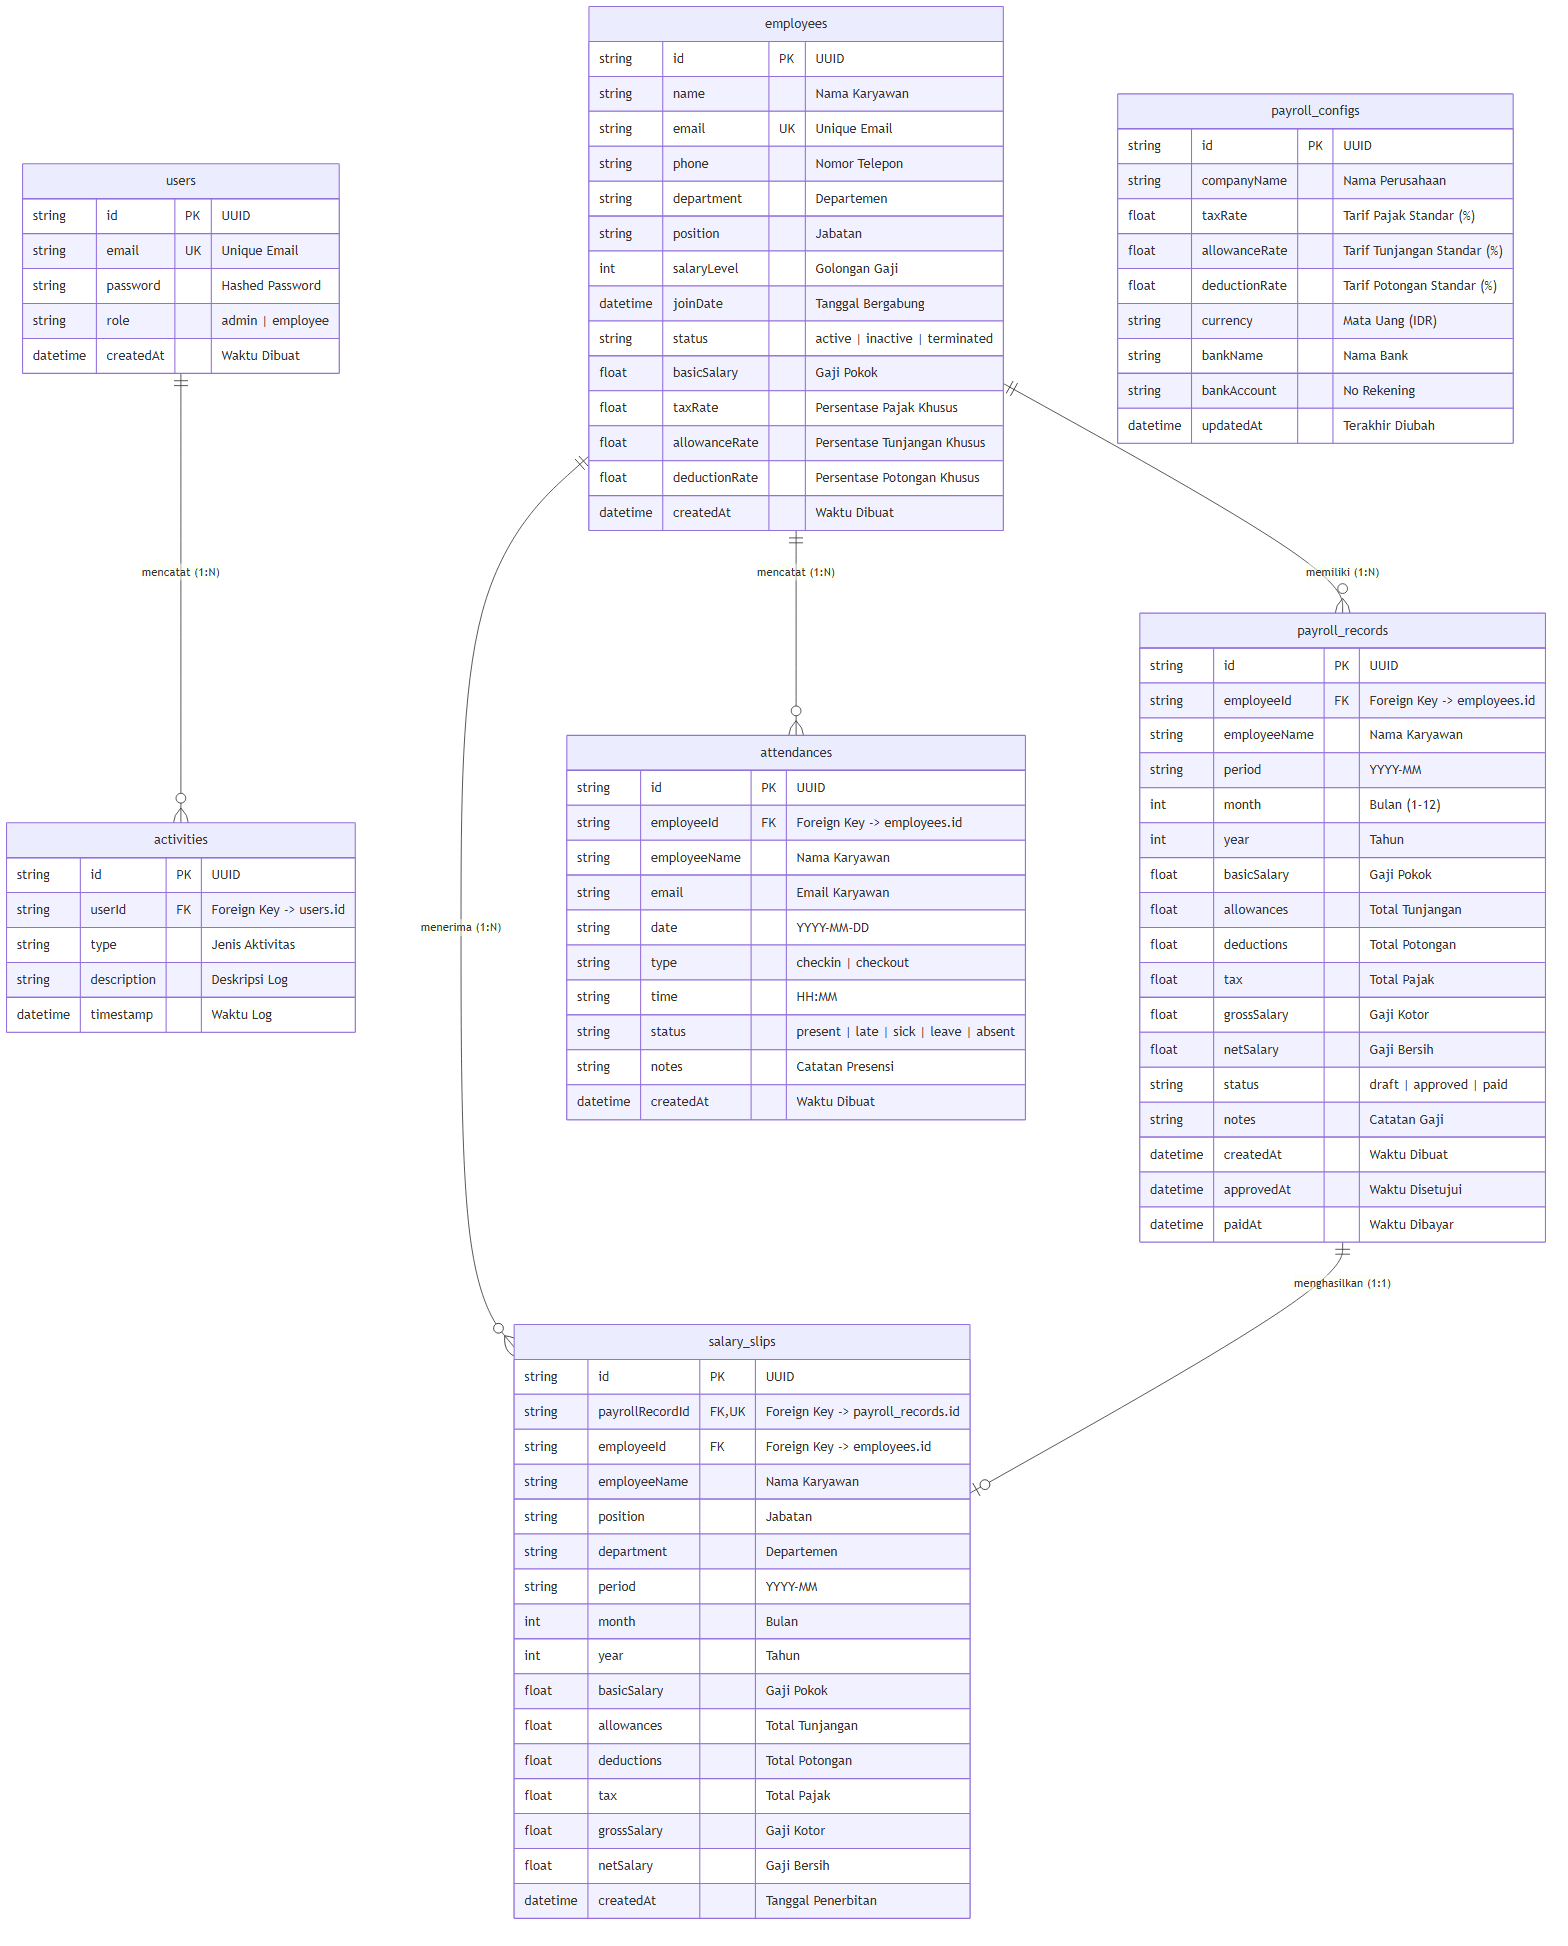 employees
string id PK UUID
string name Nama Karyawan
string email UK Unique Email
string phone Nomor Telepon
string department Departemen
string position Jabatan
int salaryLevel Golongan Gaji
datetime joinDate Tanggal Bergabung
string status active | inactive | terminated
float basicSalary Gaji Pokok
float taxRate Persentase Pajak Khusus
float allowanceRate Persentase Tunjangan Khusus
float deductionRate Persentase Potongan Khusus
datetime createdAt Waktu Dibuat
payroll_configs
string id PK UUID
string companyName Nama Perusahaan
float taxRate Tarif Pajak Standar (%)
float allowanceRate Tarif Tunjangan Standar (%)
float deductionRate Tarif Potongan Standar (%)
string currency Mata Uang (IDR)
string bankName Nama Bank
string bankAccount No Rekening
datetime updatedAt Terakhir Diubah
users
string id PK UUID
string email UK Unique Email
string password Hashed Password
string role admin | employee
datetime createdAt Waktu Dibuat
mencatat (1:N)
mencatat (1:N)
memiliki (1:N)
payroll_records
string id PK UUID
string employeeId FK Foreign Key -> employees.id
string employeeName Nama Karyawan
string period YYYY-MM
int month Bulan (1-12)
int year Tahun
float basicSalary Gaji Pokok
float allowances Total Tunjangan
float deductions Total Potongan
float tax Total Pajak
float grossSalary Gaji Kotor
float netSalary Gaji Bersih
string status draft | approved | paid
string notes Catatan Gaji
datetime createdAt Waktu Dibuat
datetime approvedAt Waktu Disetujui
datetime paidAt Waktu Dibayar
attendances
string id PK UUID
string employeeId FK Foreign Key -> employees.id
string employeeName Nama Karyawan
string email Email Karyawan
string date YYYY-MM-DD
string type checkin | checkout
string time HH:MM
string status present | late | sick | leave | absent
string notes Catatan Presensi
datetime createdAt Waktu Dibuat
activities
string id PK UUID
string userId FK Foreign Key -> users.id
string type Jenis Aktivitas
string description Deskripsi Log
datetime timestamp Waktu Log
menerima (1:N)
menghasilkan (1:1)
salary_slips
string id PK UUID
string payrollRecordId FK,UK Foreign Key -> payroll_records.id
string employeeId FK Foreign Key -> employees.id
string employeeName Nama Karyawan
string position Jabatan
string department Departemen
string period YYYY-MM
int month Bulan
int year Tahun
float basicSalary Gaji Pokok
float allowances Total Tunjangan
float deductions Total Potongan
float tax Total Pajak
float grossSalary Gaji Kotor
float netSalary Gaji Bersih
datetime createdAt Tanggal Penerbitan